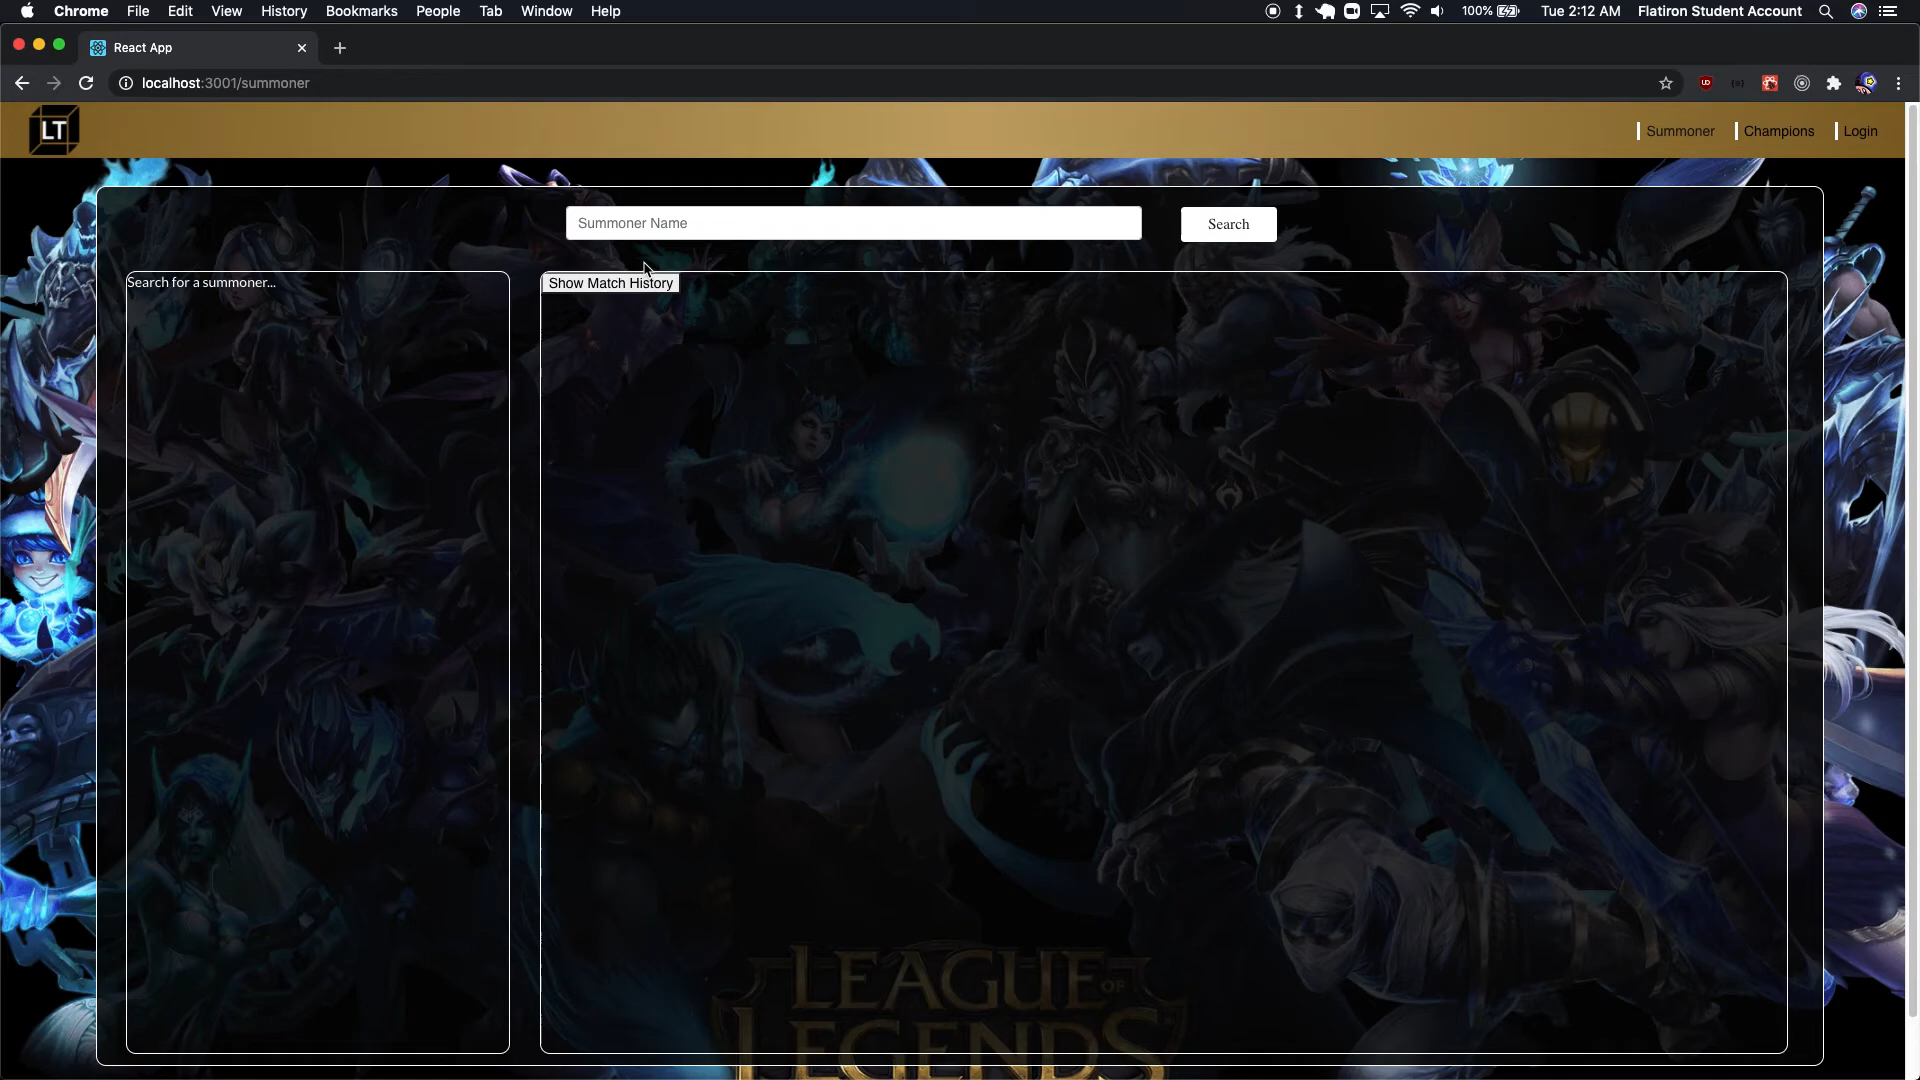 Chrome File Edit View History Bookmarks People Tab Window Help 100% Tue 2:12 AM Flatiron Student Account
React App
localhost:3001/summoner
LT Summoner Champions Login
Summoner Name Search
Search for a summoner...
Show Match History
LEAGUE OF
LEGENDS